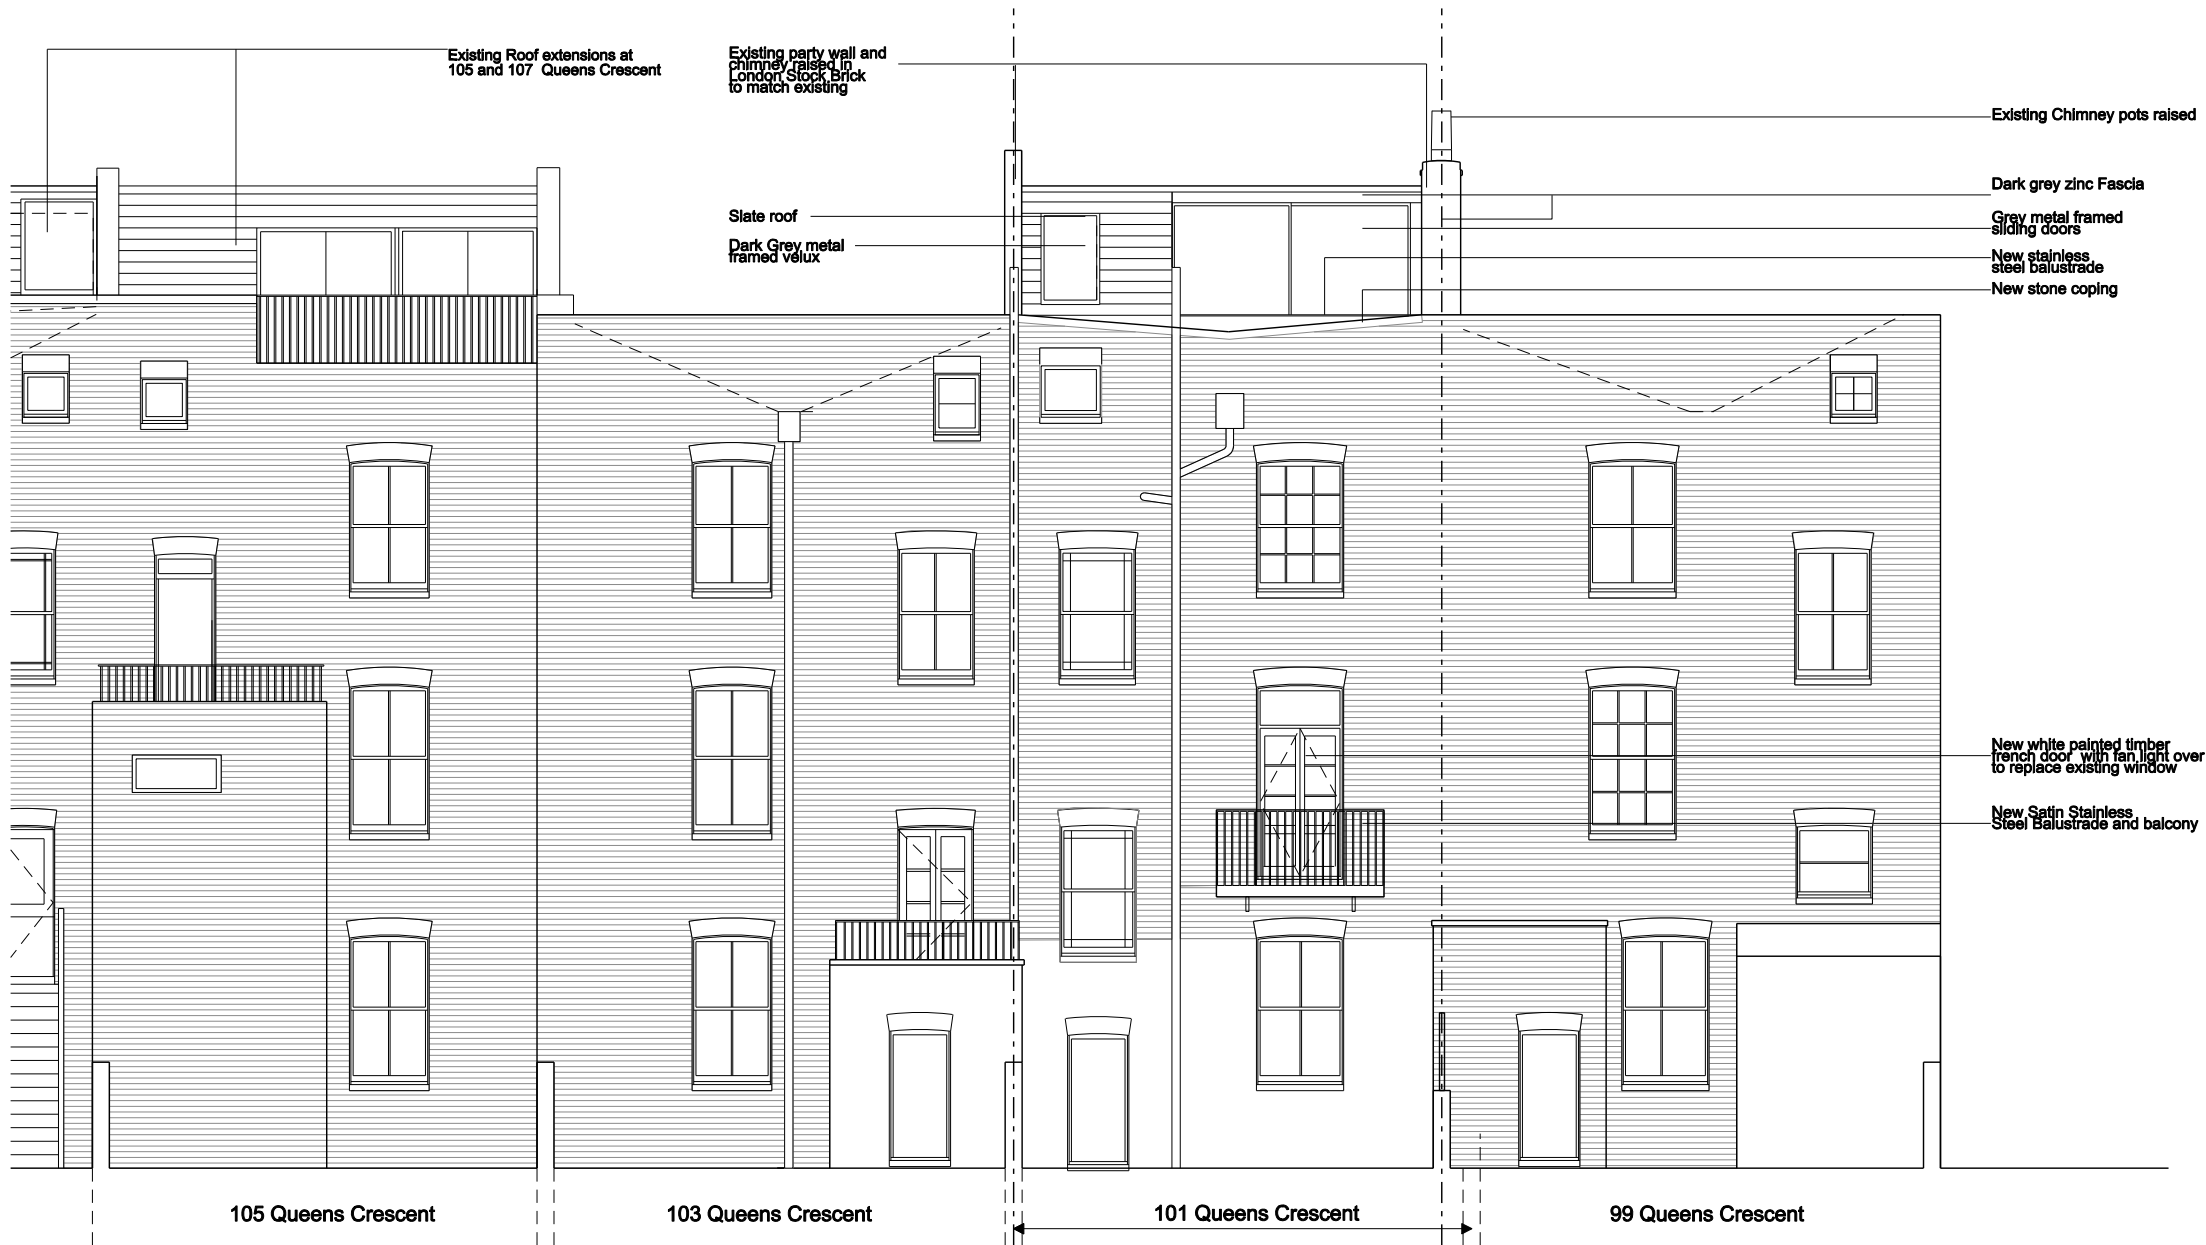 Existing Roof extensions at
105 and 107 Queens Crescent
Existing party wall and
chimney raised in
London Stock Brick
to match existing
Existing Chimney pots raised
Dark grey zinc Fascia
Slate roof
Grey metal framed
sliding doors
Dark Grey metal
framed velux
New stainless
steel balustrade
New stone coping
New white painted timber
french door with fan light over
to replace existing window
New Satin Stainless
Steel Balustrade and balcony
105 Queens Crescent
103 Queens Crescent
101 Queens Crescent
99 Queens Crescent